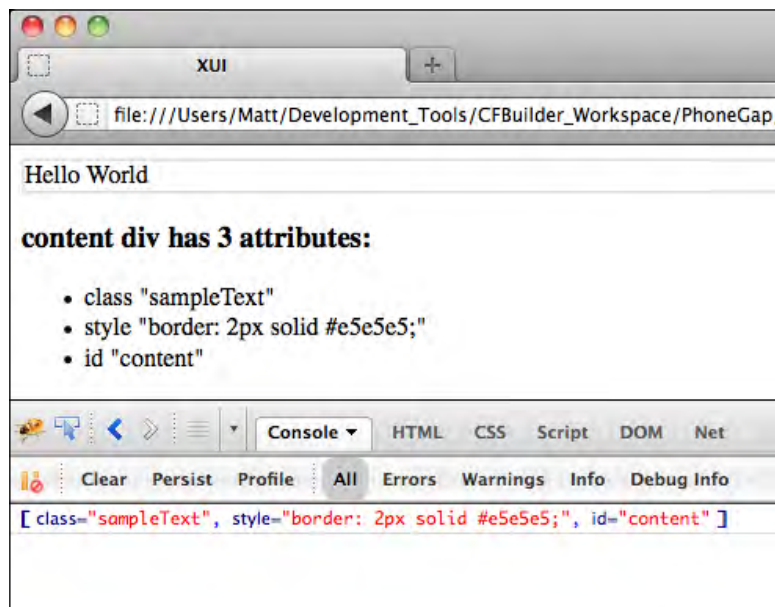 XUI
file:///Users/Matt/Development_Tools/CFBuilder_Workspace/PhoneGap
Hello World
content div has 3 attributes:
• class "sampleText"
• style "border: 2px solid #e5e5e5;"
• id "content"
Console HTML CSS Script DOM Net
Clear Persist Profile All Errors Warnings Info Debug Info
[ class="sampleText", style="border: 2px solid #e5e5e5;", id="content" ]